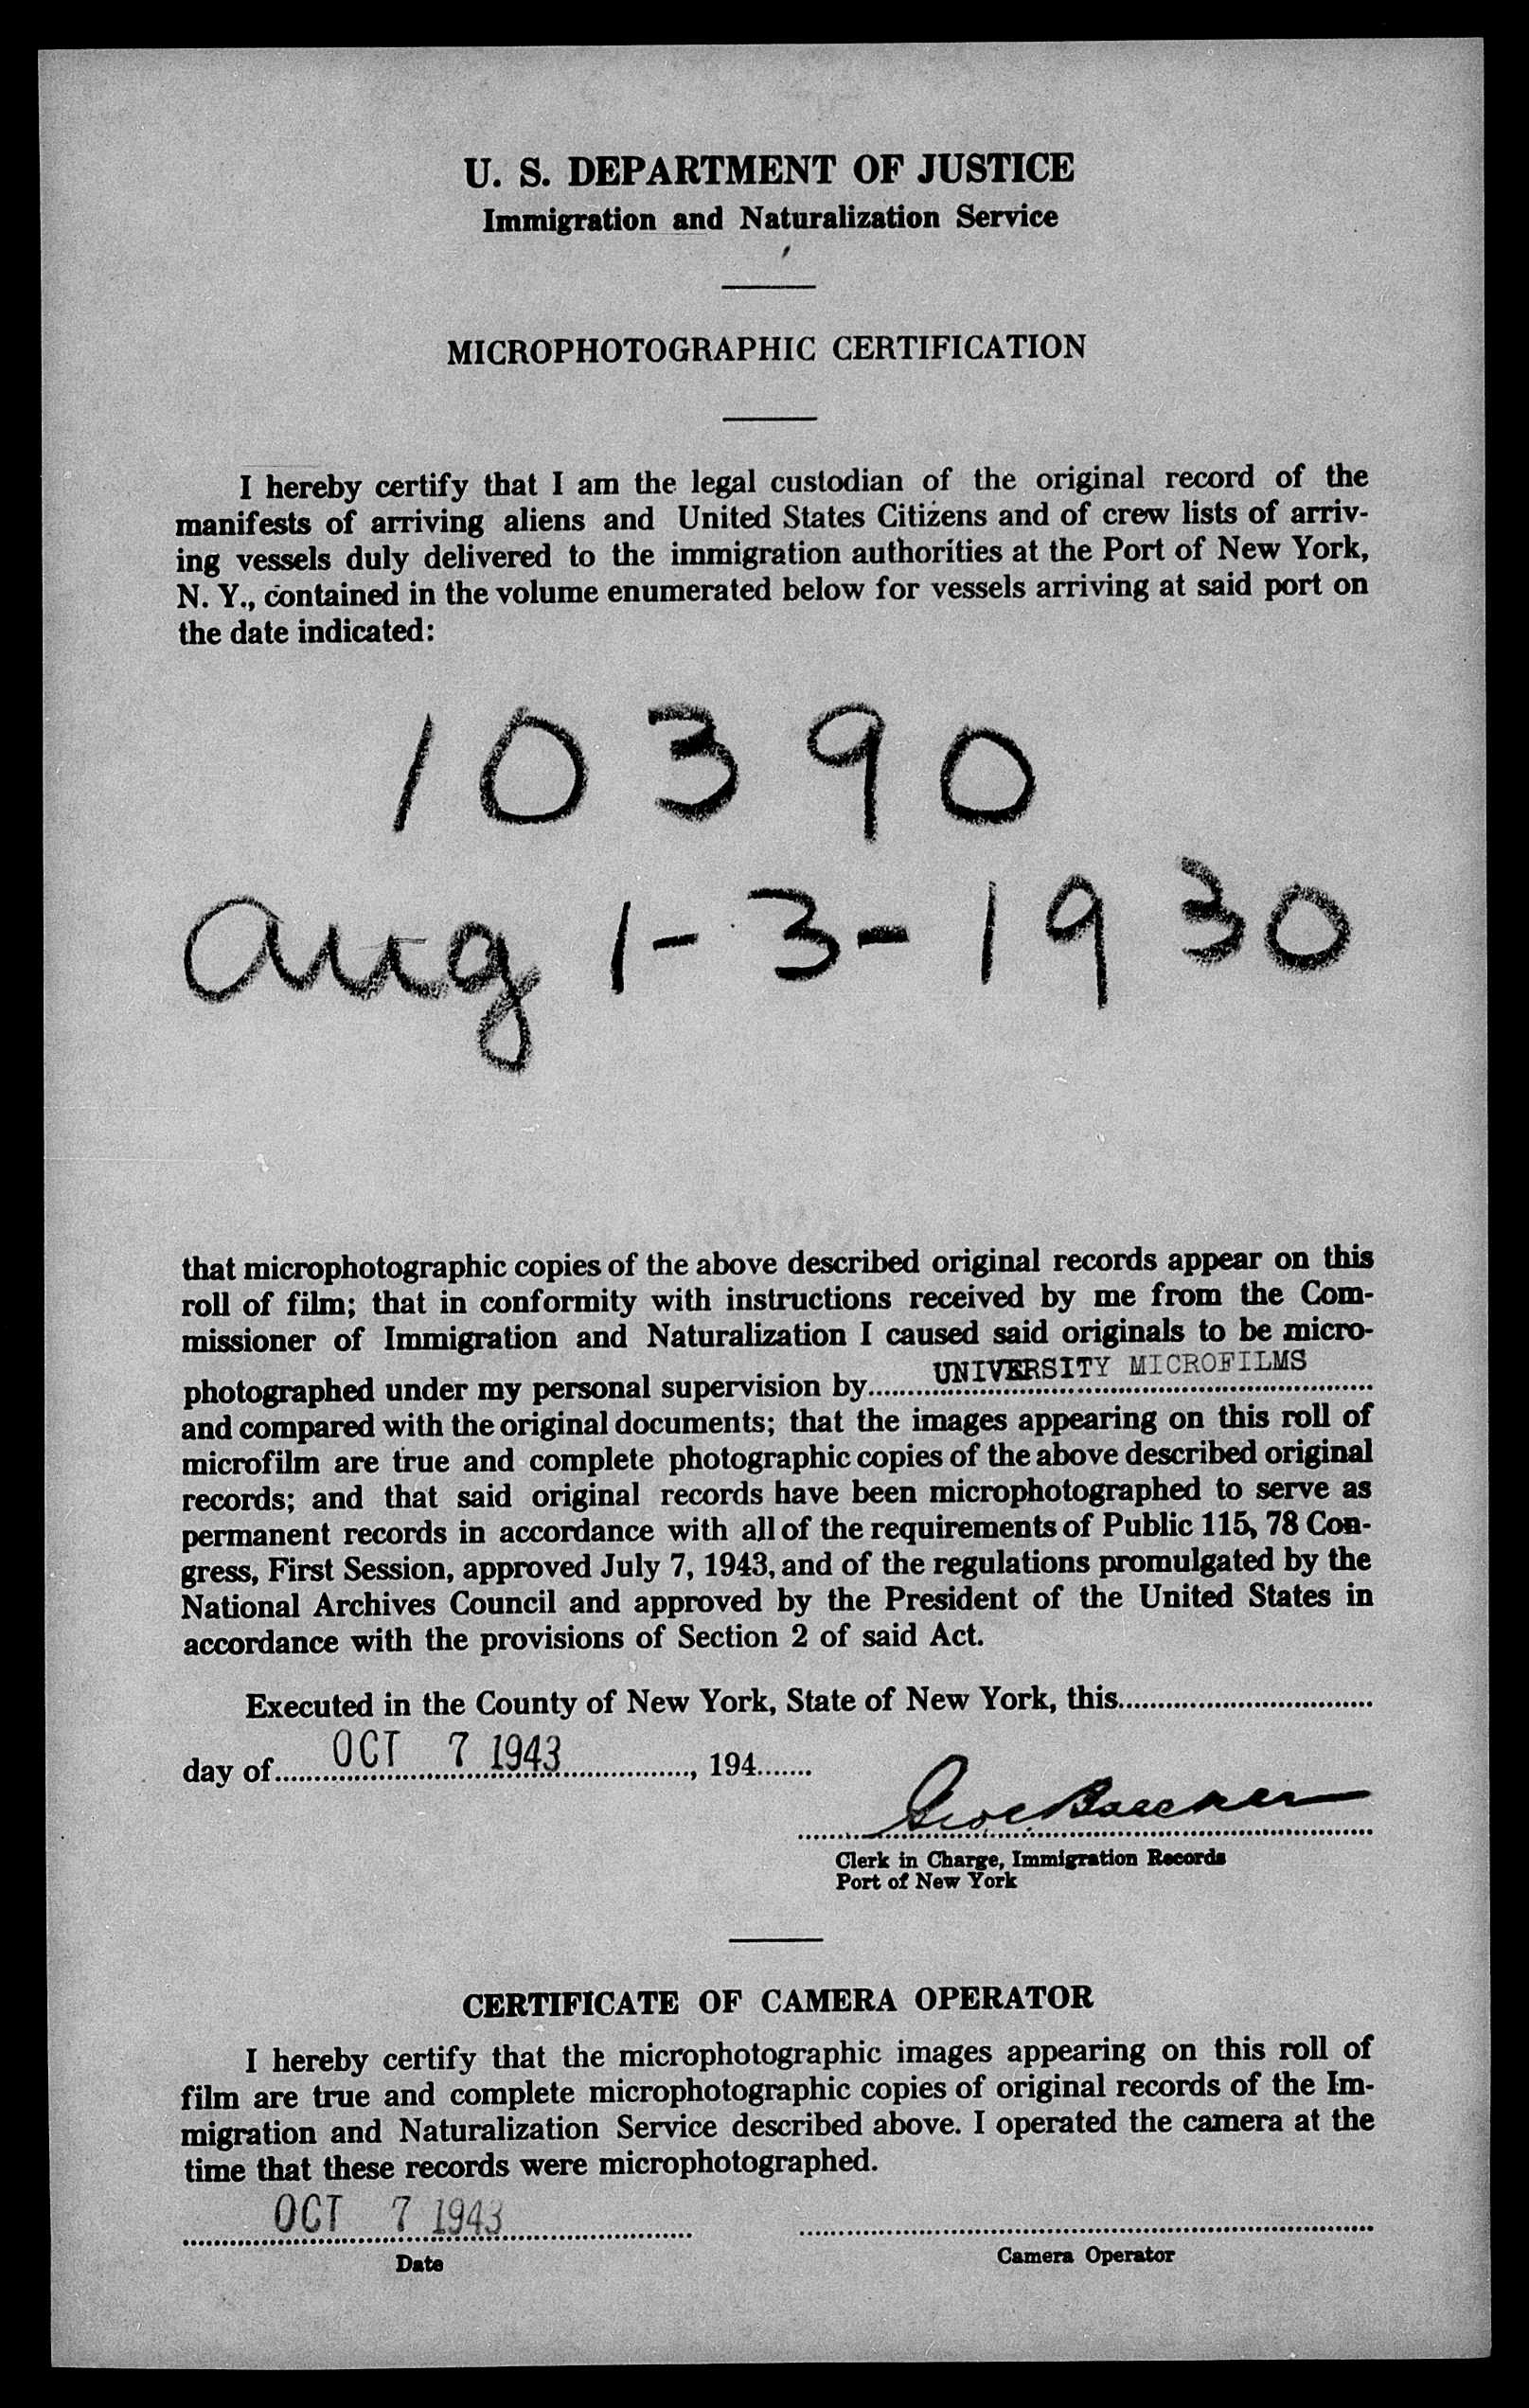 U. S. DEPARTMENT OF JUSTICE
Immigration and Naturalization Service
MICROPHOTOGRAPHIC CERTIFICATION
I hereby certify that I am the legal custodian of the original record of the
manifests of arriving aliens and United States Citizens and of crew lists of arriv-
ing vessels duly delivered to the immigration authorities at the Port of New York,
N. Y., contained in the volume enumerated below for vessels arriving at said port on
the date indicated:
10390
Aug 1-3-1930
that microphotographic copies of the above described original records appear on this
roll of film; that in conformity with instructions received by me from the Com-
missioner of Immigration and Naturalization I caused said originals to be micro-
photographed under my personal supervision by UNIVERSITY MICROFILMS
and compared with the original documents; that the images appearing on this roll of
microfilm are true and complete photographic copies of the above described original
records; and that said original records have been microphotographed to serve as
permanent records in accordance with all of the requirements of Public 115, 78 Con-
gress, First Session, approved July 7, 1943, and of the regulations promulgated by the
National Archives Council and approved by the President of the United States in
accordance with the provisions of Section 2 of said Act.
Executed in the County of New York, State of New York, this
day of OCT 7 1943, 194
Clerk in Charge, Immigration Records
Port of New York
CERTIFICATE OF CAMERA OPERATOR
I hereby certify that the microphotographic images appearing on this roll of
film are true and complete microphotographic copies of original records of the Im-
migration and Naturalization Service described above. I operated the camera at the
time that these records were microphotographed.
OCT 7 1943
Date
Camera Operator